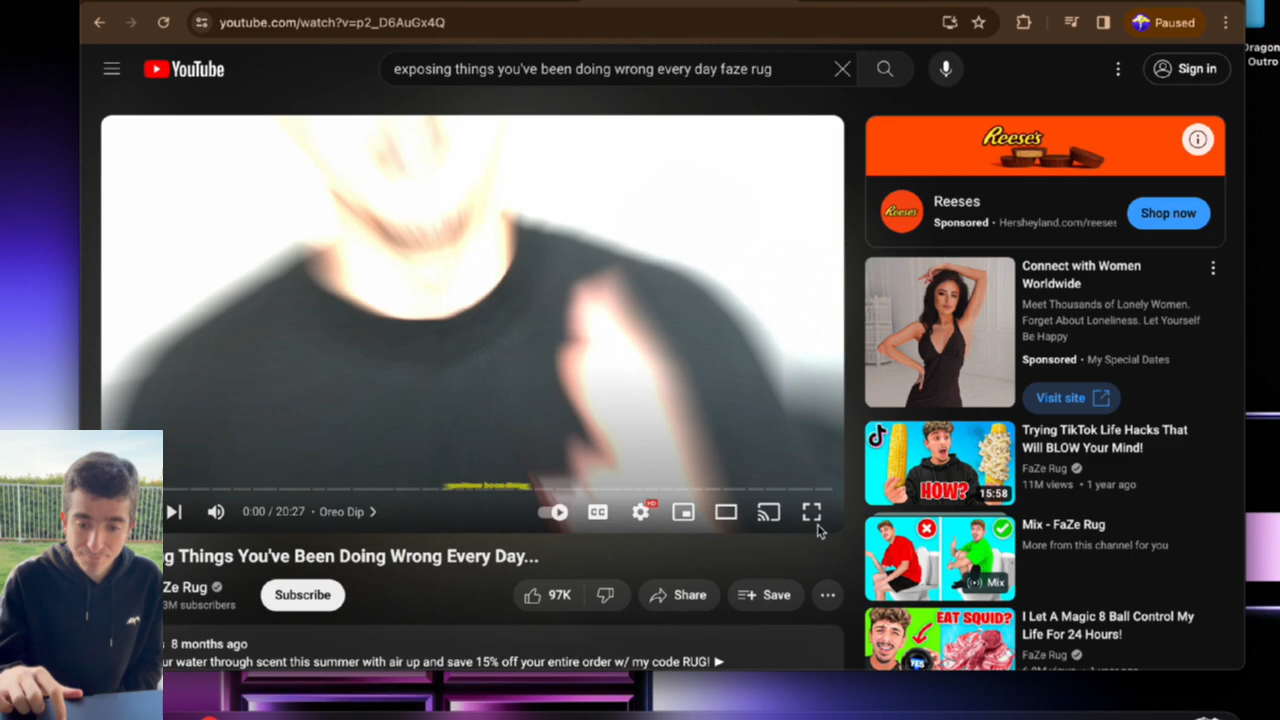 Dragon
Outro
youtube.com/watch?v=p2_D6AuGx4Q
Paused
YouTube
exposing things you've been doing wrong every day faze rug
Sign in
Reese's
Reese's
Reeses
Sponsored • Hersheyland.com/reeses
Shop now
Connect with Women
Worldwide
Meet Thousands of Lonely Women.
Forget About Loneliness. Let Yourself
Be Happy
Sponsored • My Special Dates
Visit site
HOW?
15:58
Trying TikTok Life Hacks That
Will BLOW Your Mind!
FaZe Rug
11M views • 1 year ago
Mix
Mix - FaZe Rug
More from this channel for you
EAT SQUID?
YES
I Let A Magic 8 Ball Control My
Life For 24 Hours!
FaZe Rug
0:00 / 20:27 • Oreo Dip
CC
HD
g Things You've Been Doing Wrong Every Day...
Ze Rug
3M subscribers
Subscribe
97K
Share
Save
8 months ago
ur water through scent this summer with air up and save 15% off your entire order w/ my code RUG! ►